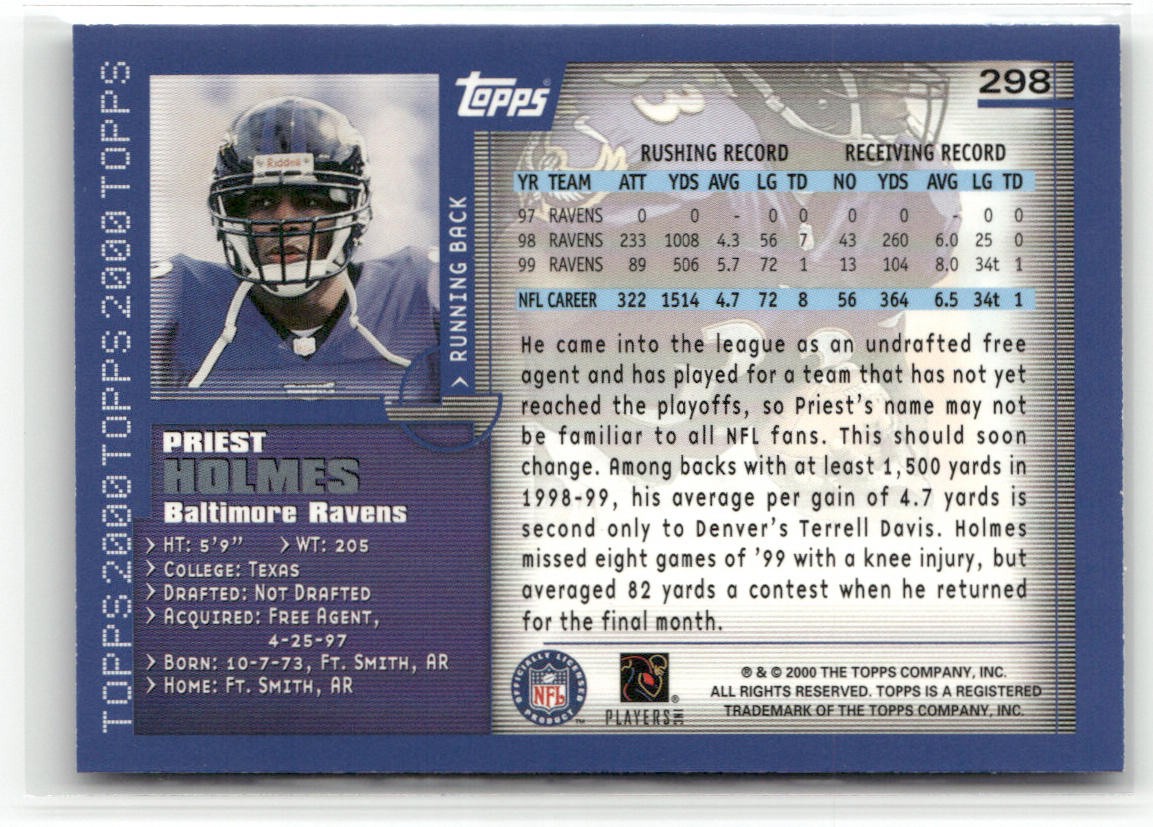 TOPPS 2000 TOPPS 2000 TOPPS 2000 TOPPS
Riddell
topps
298
> RUNNING BACK
PRIEST
HOLMES
Baltimore Ravens
> HT: 5'9" > WT: 205
> COLLEGE: TEXAS
> DRAFTED: NOT DRAFTED
> ACQUIRED: FREE AGENT,
4-25-97
> BORN: 10-7-73, FT. SMITH, AR
> HOME: FT. SMITH, AR
RUSHING RECORD RECEIVING RECORD
YR TEAM ATT YDS AVG LG TD NO YDS AVG LG TD
97 RAVENS 0 0 - 0 0 0 0 - 0 0
98 RAVENS 233 1008 4.3 56 7 43 260 6.0 25 0
99 RAVENS 89 506 5.7 72 1 13 104 8.0 34t 1
NFL CAREER 322 1514 4.7 72 8 56 364 6.5 34t 1
He came into the league as an undrafted free
agent and has played for a team that has not yet
reached the playoffs, so Priest's name may not
be familiar to all NFL fans. This should soon
change. Among backs with at least 1,500 yards in
1998-99, his average per gain of 4.7 yards is
second only to Denver's Terrell Davis. Holmes
missed eight games of '99 with a knee injury, but
averaged 82 yards a contest when he returned
for the final month.
OFFICIALLY LICENSED
NFL
PRODUCT ™
PLAYERS INC ®
® & © 2000 THE TOPPS COMPANY, INC.
ALL RIGHTS RESERVED. TOPPS IS A REGISTERED
TRADEMARK OF THE TOPPS COMPANY, INC.